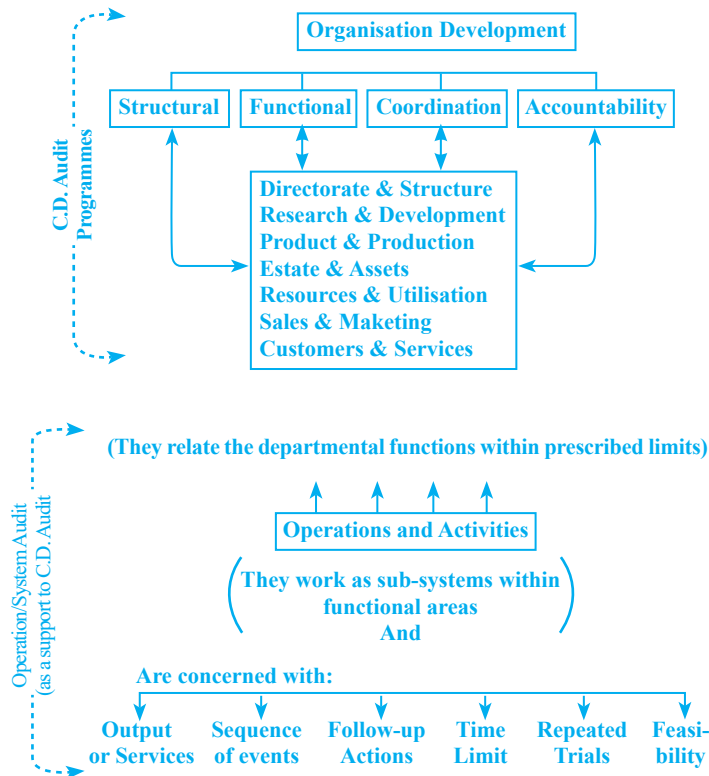 Organisation Development
Structural Functional Coordination Accountability
C.D. Audit
Programmes
Directorate & Structure
Research & Development
Product & Production
Estate & Assets
Resources & Utilisation
Sales & Maketing
Customers & Services
Operation/System Audit
(as a support to C.D. Audit
(They relate the departmental functions within prescribed limits)
Operations and Activities
(They work as sub-systems within
functional areas
And)
Are concerned with:
Output
or Services
Sequence
of events
Follow-up
Actions
Time
Limit
Repeated
Trials
Feasi-
bility